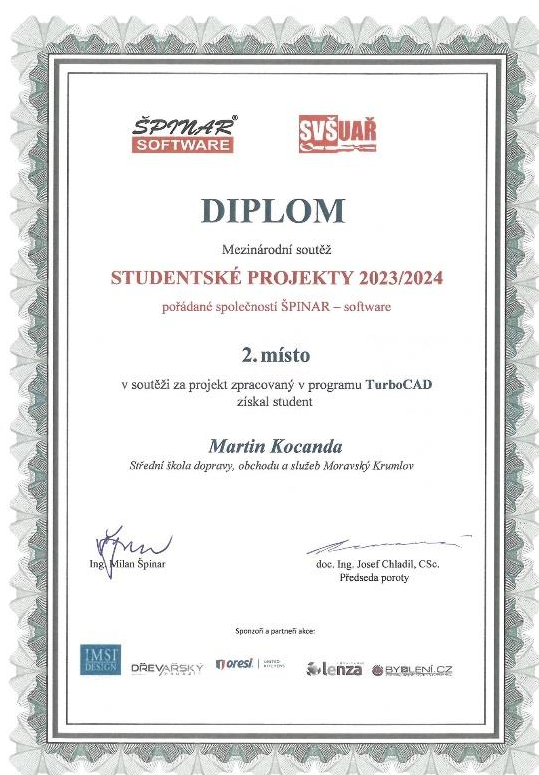 ŠPINAR®
SOFTWARE
SVŠUAŘ
DIPLOM
Mezinárodní soutěž
STUDENTSKÉ PROJEKTY 2023/2024
pořádané společností ŠPINAR – software
2. místo
v soutěži za projekt zpracovaný v programu TurboCAD
získal student
Martin Kocanda
Střední škola dopravy, obchodu a služeb Moravský Krumlov
Ing. Milan Špinar
doc. Ing. Josef Chladil, CSc.
Předseda poroty
Sponzoři a partneři akce:
IMSI
DESIGN
DŘEVAŘSKÝ
oresi
UNITED
KITCHENS
lenza
BYDLENÍ.CZ